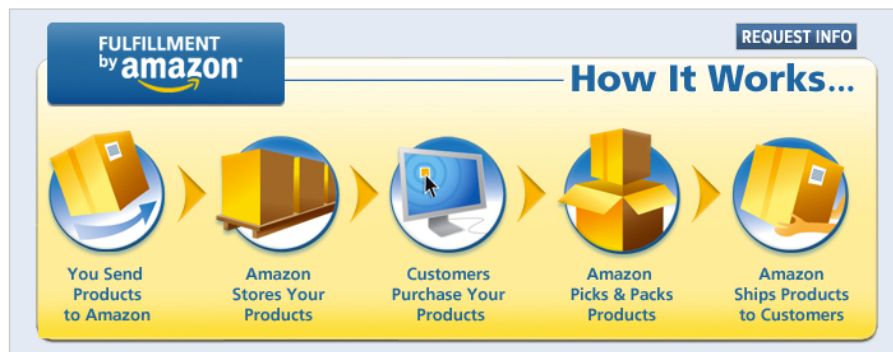 FULFILLMENT
by amazon
REQUEST INFO
How It Works...
You Send
Products
to Amazon
Amazon
Stores Your
Products
Customers
Purchase Your
Products
Amazon
Picks & Packs
Products
Amazon
Ships Products
to Customers